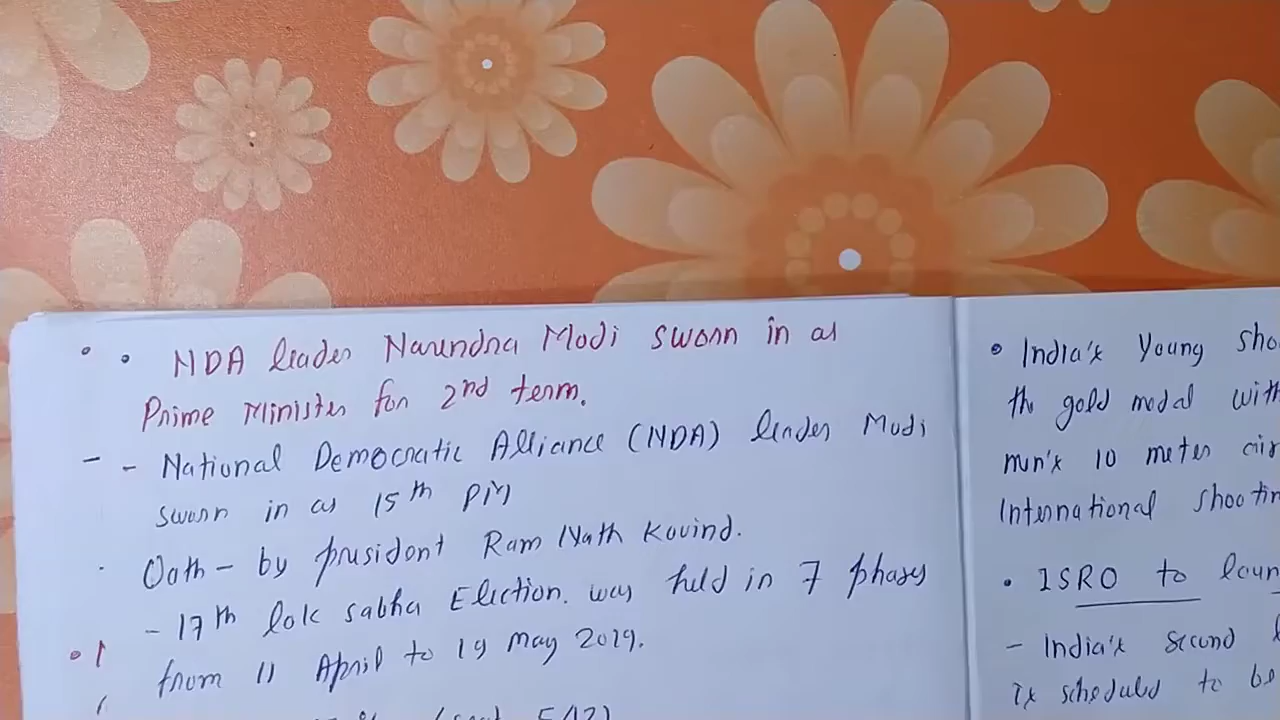 NDA leader Narendra Modi sworn in as
Prime Minister for 2nd term.
- National Democratic Alliance (NDA) leader Modi
sworn in as 15th PM
Oath - by president Ram Nath Kovind.
- 17th lok sabha Election. was held in 7 phases
from 11 April to 19 May 2019.
India's Young sho
the gold medal with
men's 10 meter air
International shootin
ISRO to laun
- India's second l
is scheduled to be